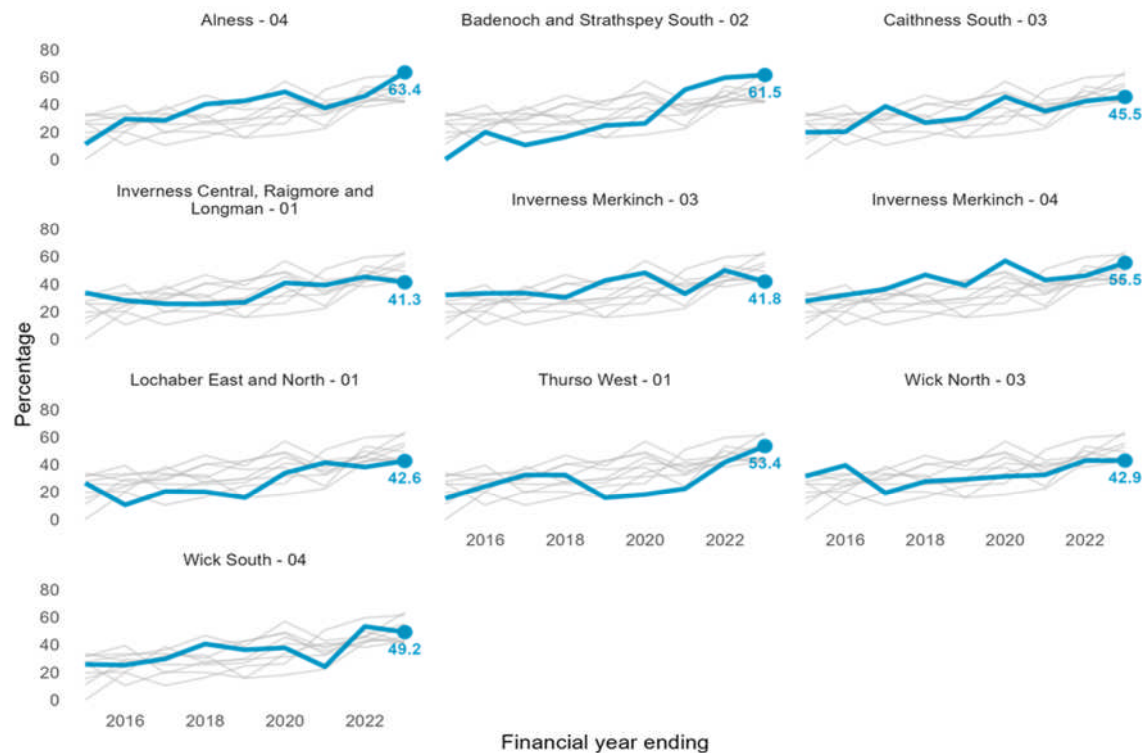 Alness - 04
Badenoch and Strathspey South - 02
Caithness South - 03
80
60
40
20
0
63.4
61.5
45.5
Inverness Central, Raigmore and
Longman - 01
Inverness Merkinch - 03
Inverness Merkinch - 04
80
60
40
20
0
41.3
41.8
55.5
Percentage
Lochaber East and North - 01
Thurso West - 01
Wick North - 03
80
60
40
20
0
42.6
53.4
42.9
2016 2018 2020 2022
2016 2018 2020 2022
Wick South - 04
80
60
40
20
0
49.2
2016 2018 2020 2022
Financial year ending